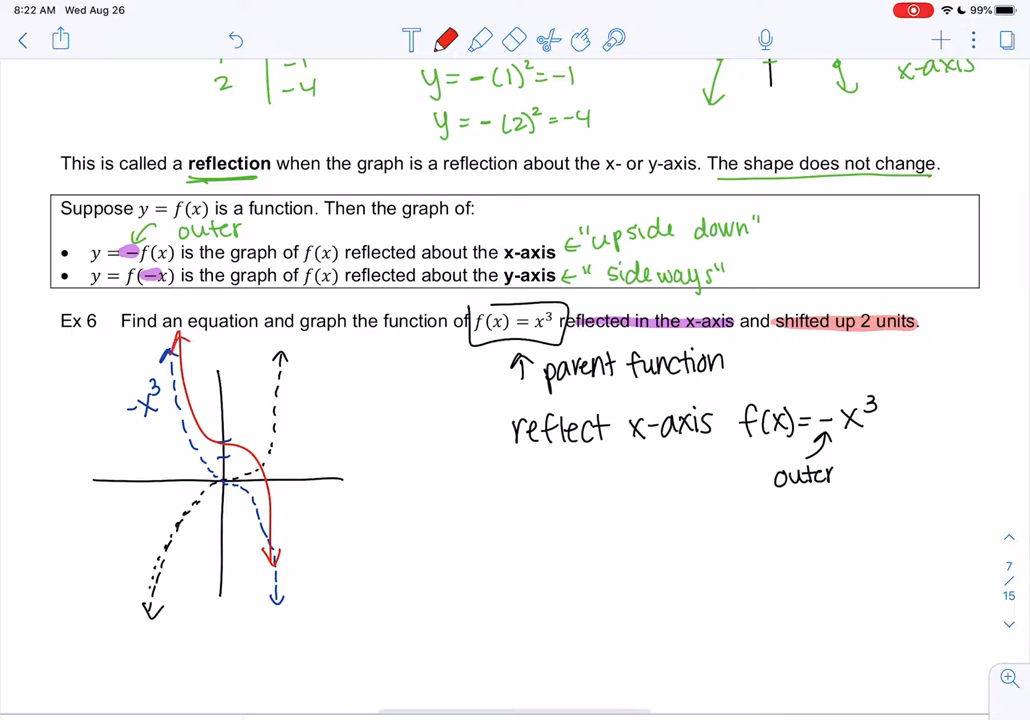 8:22 AM Wed Aug 26
99%
2 -4
y = -(1)² = -1
x-axis
y = -(2)² = -4
This is called a reflection when the graph is a reflection about the x- or y-axis. The shape does not change.
Suppose y = f(x) is a function. Then the graph of:
outer
• y = −f(x) is the graph of f(x) reflected about the x-axis ← "upside down"
• y = f(−x) is the graph of f(x) reflected about the y-axis ← "sideways"
Ex 6 Find an equation and graph the function of f(x) = x³ reflected in the x-axis and shifted up 2 units.
↑ parent function
-x³
reflect x-axis f(x) = -x³
outer
7
/
15